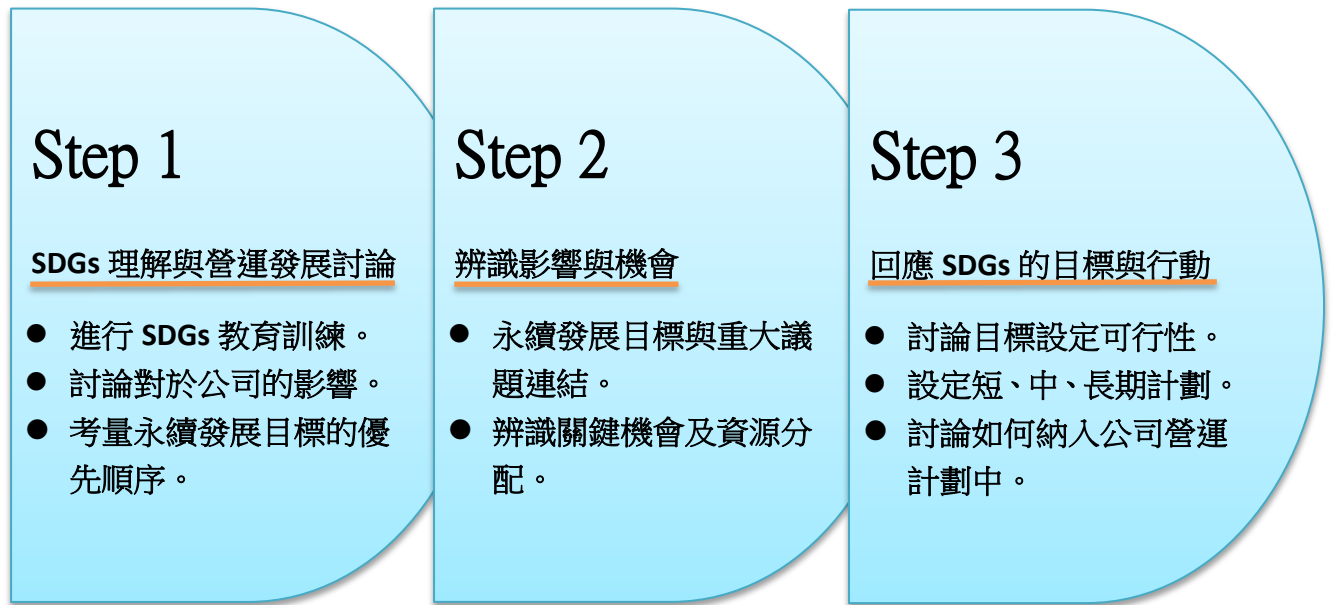 Step 1
SDGs 理解與營運發展討論
● 進行 SDGs 教育訓練。
● 討論對於公司的影響。
● 考量永續發展目標的優
先順序。
Step 2
辨識影響與機會
● 永續發展目標與重大議
題連結。
● 辨識關鍵機會及資源分
配。
Step 3
回應 SDGs 的目標與行動
● 討論目標設定可行性。
● 設定短、中、長期計劃。
● 討論如何納入公司營運
計劃中。